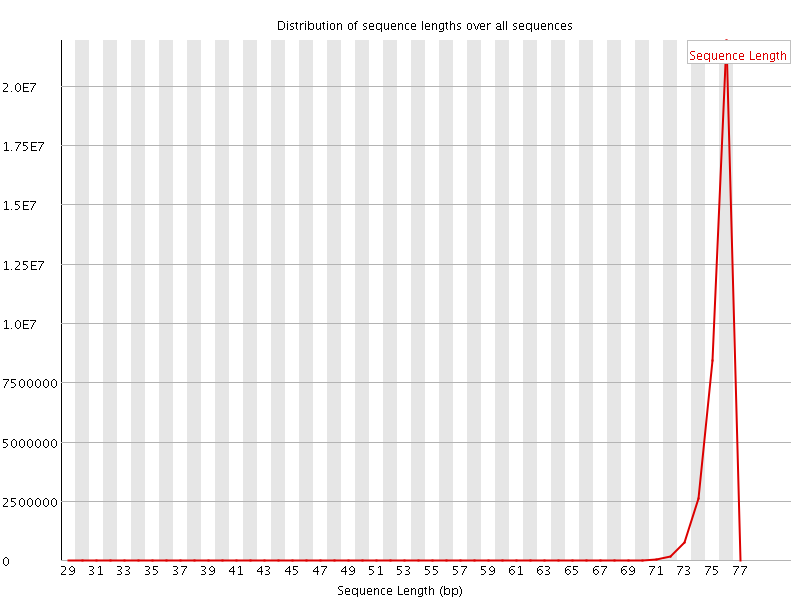 Distribution of sequence lengths over all sequences
Sequence Length
2.0E7
1.75E7
1.5E7
1.25E7
1.0E7
7500000
5000000
2500000
0
29 31 33 35 37 39 41 43 45 47 49 51 53 55 57 59 61 63 65 67 69 71 73 75 77
Sequence Length (bp)